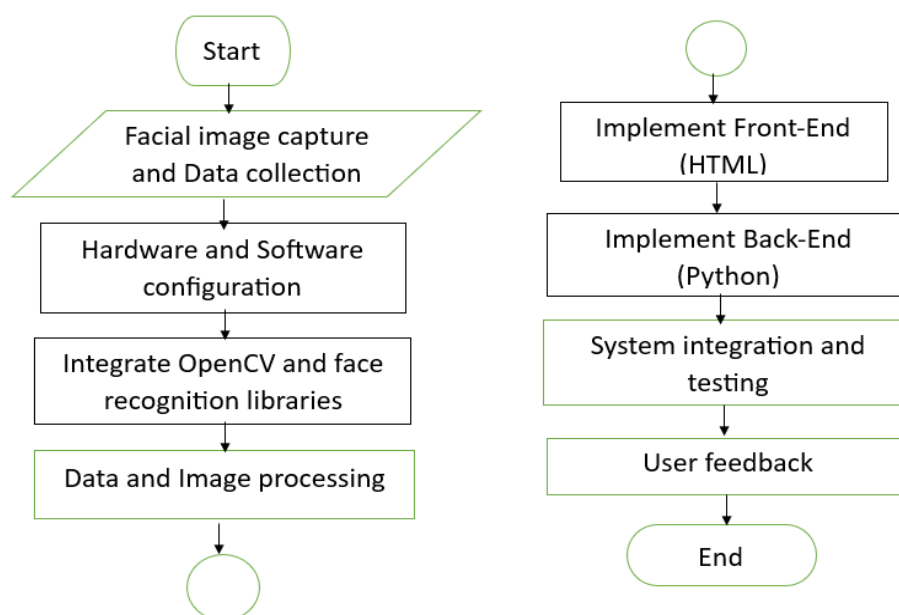 Start
Facial image capture
and Data collection
Hardware and Software
configuration
Integrate OpenCV and face
recognition libraries
Data and Image processing
Implement Front-End
(HTML)
Implement Back-End
(Python)
System integration and
testing
User feedback
End